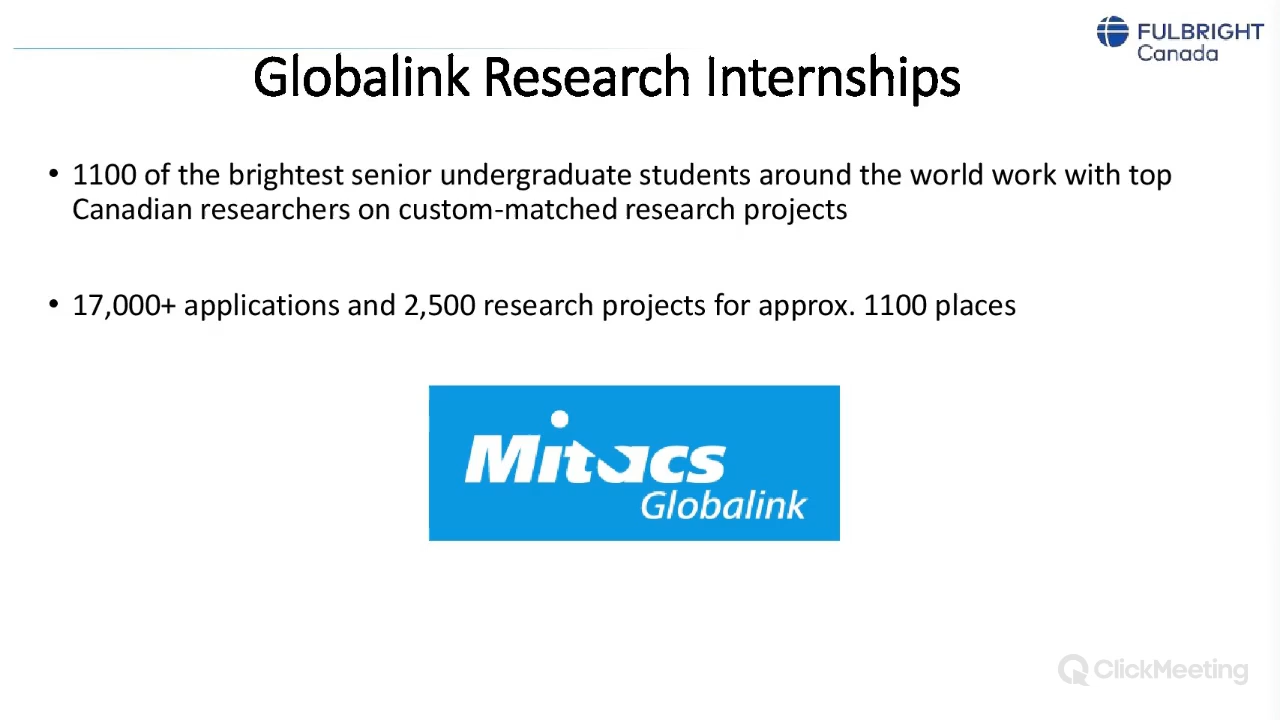 FULBRIGHT
Canada
Globalink Research Internships
• 1100 of the brightest senior undergraduate students around the world work with top
Canadian researchers on custom-matched research projects
• 17,000+ applications and 2,500 research projects for approx. 1100 places
Mitacs
Globalink
ClickMeeting